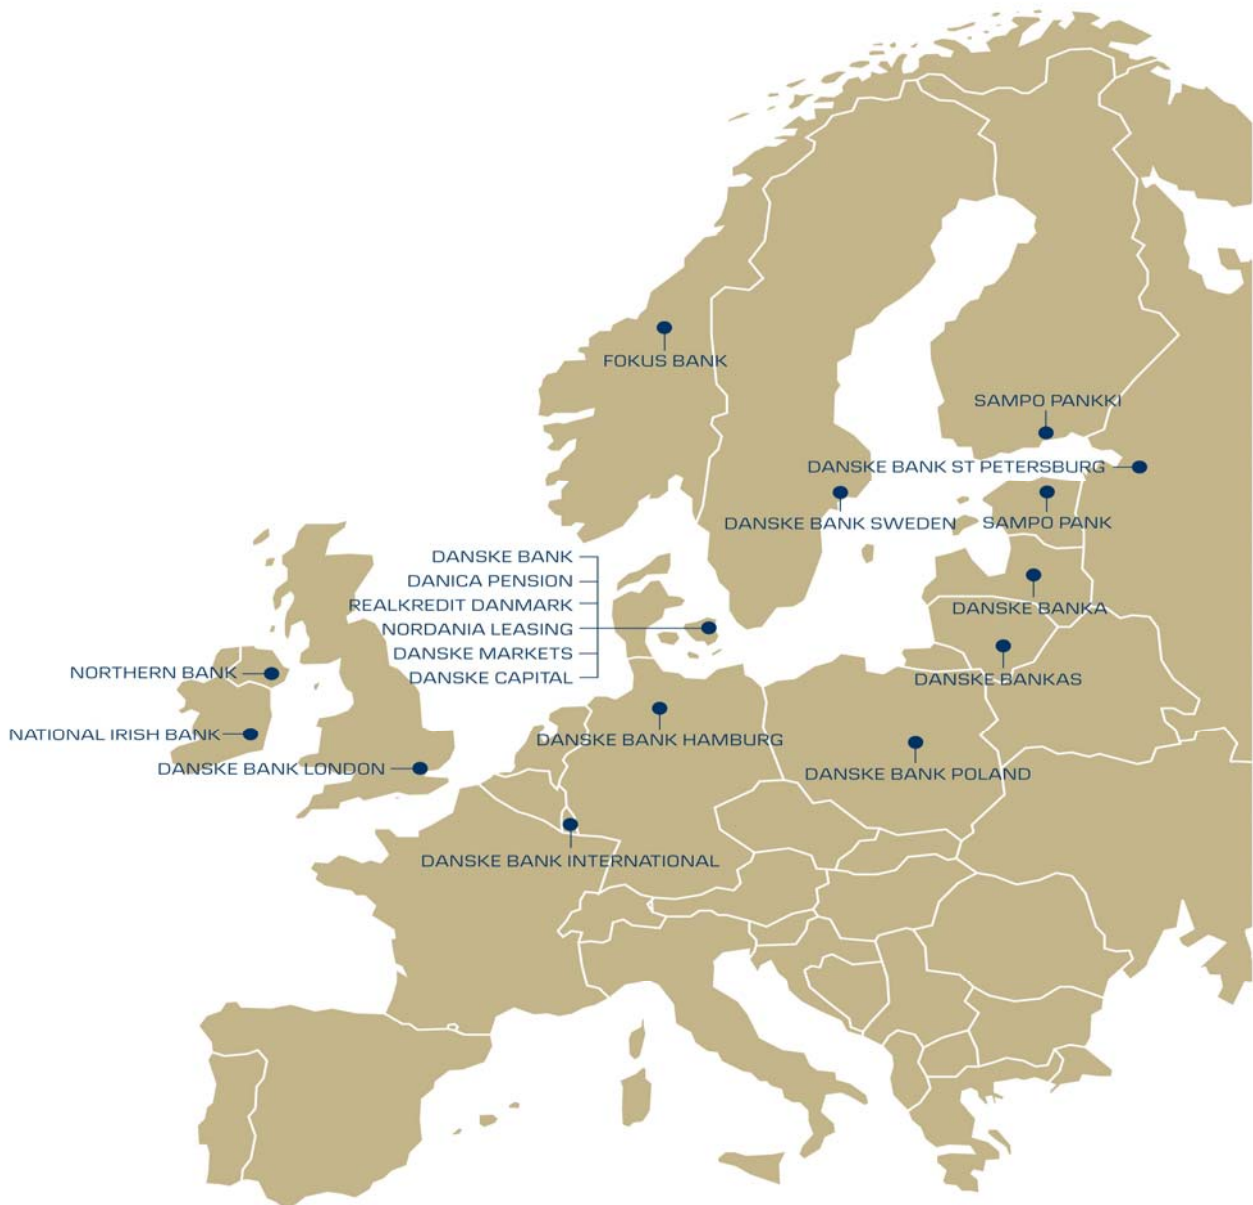 FOKUS BANK
SAMPO PANKKI
DANSKE BANK ST PETERSBURG
DANSKE BANK SWEDEN
SAMPO PANK
DANSKE BANK
DANICA PENSION
REALKREDIT DANMARK
NORDANIA LEASING
DANSKE MARKETS
DANSKE CAPITAL
DANSKE BANKA
DANSKE BANKAS
NORTHERN BANK
NATIONAL IRISH BANK
DANSKE BANK LONDON
DANSKE BANK HAMBURG
DANSKE BANK POLAND
DANSKE BANK INTERNATIONAL